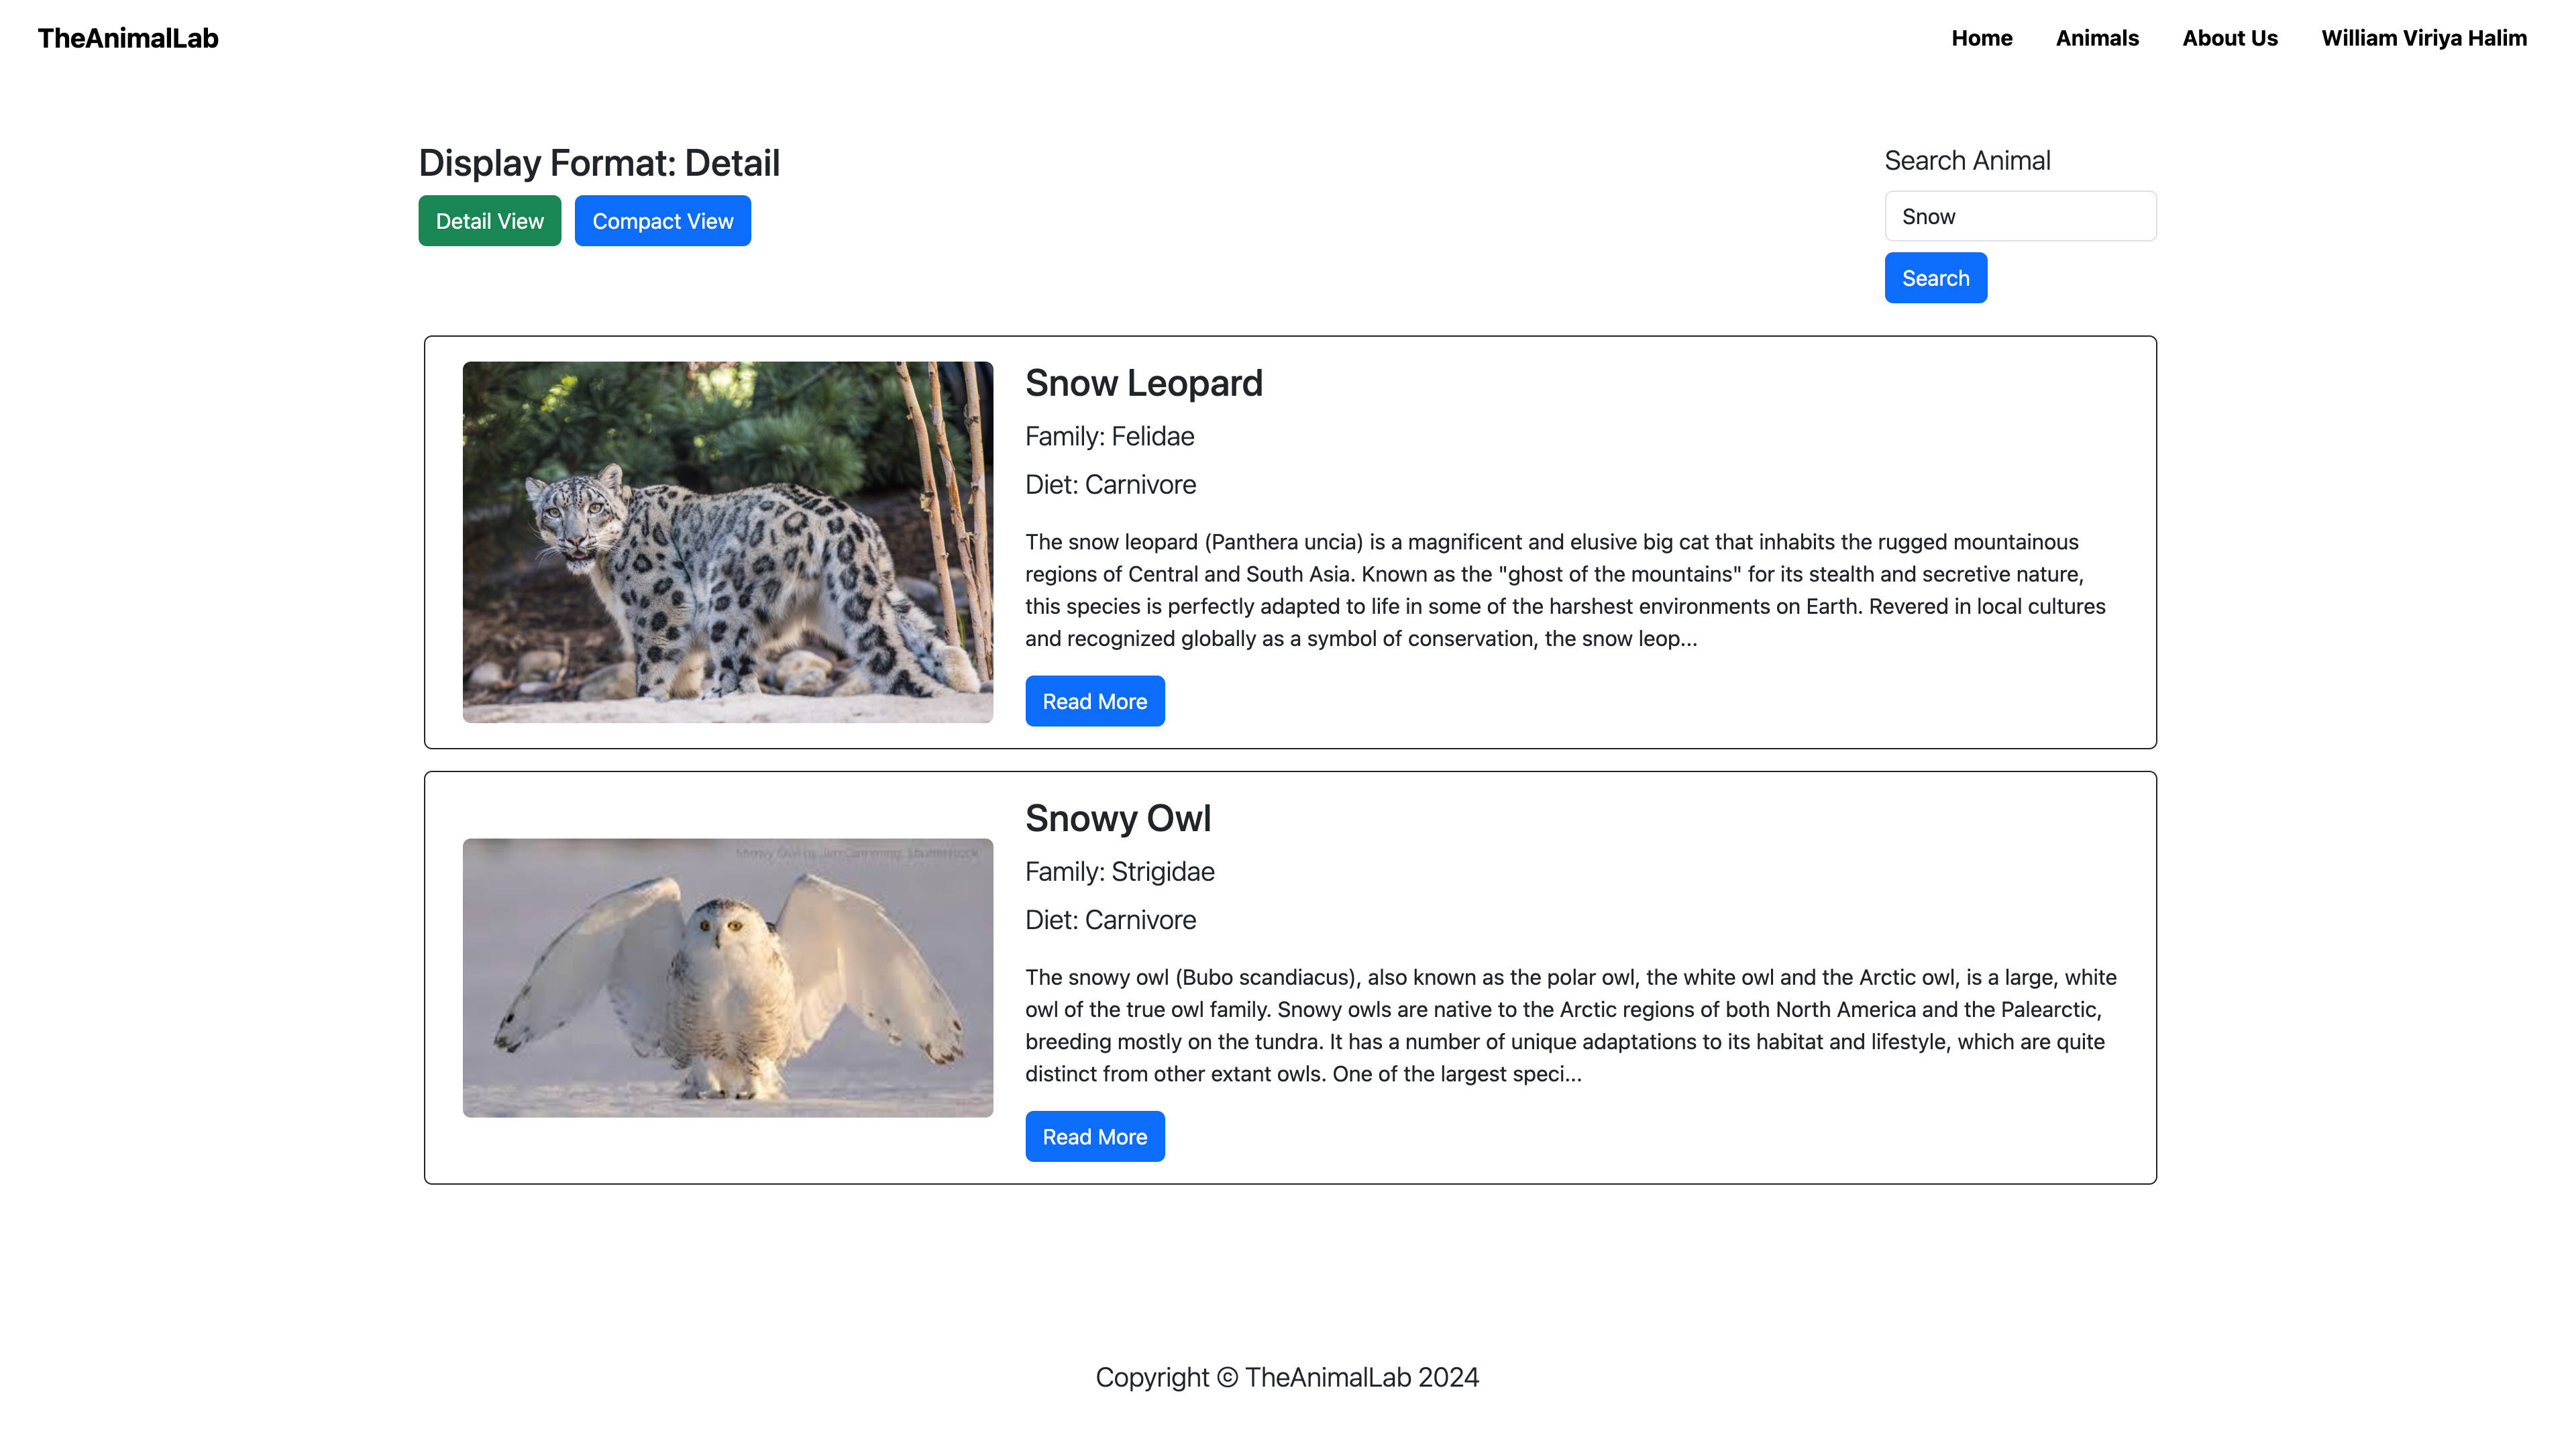 TheAnimalLab
Home Animals About Us William Viriya Halim
Display Format: Detail
Detail View Compact View
Search Animal
Snow
Search
Snow Leopard
Family: Felidae
Diet: Carnivore
The snow leopard (Panthera uncia) is a magnificent and elusive big cat that inhabits the rugged mountainous
regions of Central and South Asia. Known as the "ghost of the mountains" for its stealth and secretive nature,
this species is perfectly adapted to life in some of the harshest environments on Earth. Revered in local cultures
and recognized globally as a symbol of conservation, the snow leop...
Read More
Snowy Owl
Family: Strigidae
Diet: Carnivore
The snowy owl (Bubo scandiacus), also known as the polar owl, the white owl and the Arctic owl, is a large, white
owl of the true owl family. Snowy owls are native to the Arctic regions of both North America and the Palearctic,
breeding mostly on the tundra. It has a number of unique adaptations to its habitat and lifestyle, which are quite
distinct from other extant owls. One of the largest speci...
Read More
Copyright © TheAnimalLab 2024